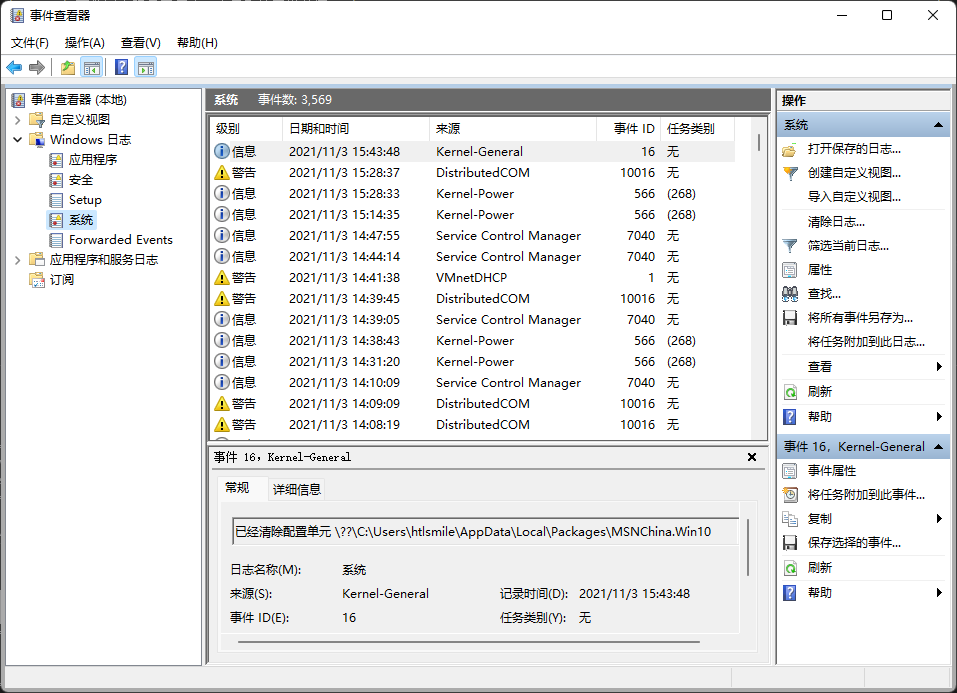 事件查看器
文件(F) 操作(A) 查看(V) 帮助(H)
事件查看器 (本地)
自定义视图
Windows 日志
应用程序
安全
Setup
系统
Forwarded Events
应用程序和服务日志
订阅
系统 事件数: 3,569
级别 日期和时间 来源 事件 ID 任务类别
信息 2021/11/3 15:43:48 Kernel-General 16 无
警告 2021/11/3 15:28:37 DistributedCOM 10016 无
信息 2021/11/3 15:28:33 Kernel-Power 566 (268)
信息 2021/11/3 15:14:35 Kernel-Power 566 (268)
信息 2021/11/3 14:47:55 Service Control Manager 7040 无
信息 2021/11/3 14:44:14 Service Control Manager 7040 无
警告 2021/11/3 14:41:38 VMnetDHCP 1 无
警告 2021/11/3 14:39:45 DistributedCOM 10016 无
信息 2021/11/3 14:39:05 Service Control Manager 7040 无
信息 2021/11/3 14:38:43 Kernel-Power 566 (268)
信息 2021/11/3 14:31:20 Kernel-Power 566 (268)
信息 2021/11/3 14:10:09 Service Control Manager 7040 无
警告 2021/11/3 14:09:09 DistributedCOM 10016 无
警告 2021/11/3 14:08:19 DistributedCOM 10016 无
事件 16，Kernel-General
常规 详细信息
已经清除配置单元 \??\C:\Users\htlsmile\AppData\Local\Packages\MSNChina.Win10
日志名称(M): 系统
来源(S): Kernel-General 记录时间(D): 2021/11/3 15:43:48
事件 ID(E): 16 任务类别(Y): 无
操作
系统
打开保存的日志...
创建自定义视图...
导入自定义视图...
清除日志...
筛选当前日志...
属性
查找...
将所有事件另存为...
将任务附加到此日志...
查看
刷新
帮助
事件 16，Kernel-General
事件属性
将任务附加到此事件...
复制
保存选择的事件...
刷新
帮助